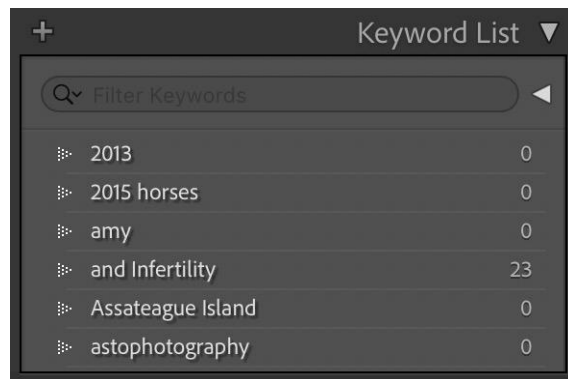 Keyword List
Filter Keywords
2013 0
2015 horses 0
amy 0
and Infertility 23
Assateague Island 0
astophotography 0